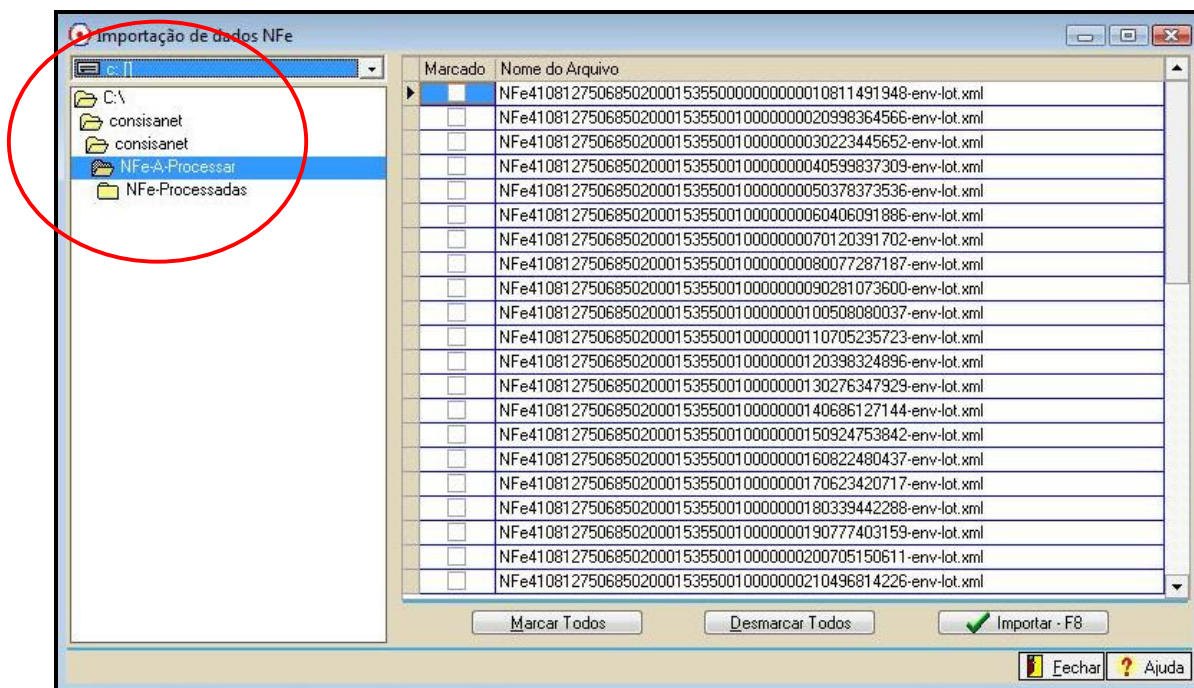 Importação de dados NFe
c: []
C:\
consisanet
consisanet
NFe-A-Processar
NFe-Processadas
Marcado Nome do Arquivo
NFe41081275068502000153550000000000010811491948-env-lot.xml
NFe41081275068502000153550010000000020998364566-env-lot.xml
NFe41081275068502000153550010000000030223445652-env-lot.xml
NFe41081275068502000153550010000000040599837309-env-lot.xml
NFe41081275068502000153550010000000050378373536-env-lot.xml
NFe41081275068502000153550010000000060406091886-env-lot.xml
NFe41081275068502000153550010000000070120391702-env-lot.xml
NFe41081275068502000153550010000000080077287187-env-lot.xml
NFe41081275068502000153550010000000090281073600-env-lot.xml
NFe41081275068502000153550010000000100508080037-env-lot.xml
NFe41081275068502000153550010000000110705235723-env-lot.xml
NFe41081275068502000153550010000000120398324896-env-lot.xml
NFe41081275068502000153550010000000130276347929-env-lot.xml
NFe41081275068502000153550010000000140686127144-env-lot.xml
NFe41081275068502000153550010000000150924753842-env-lot.xml
NFe41081275068502000153550010000000160822480437-env-lot.xml
NFe41081275068502000153550010000000170623420717-env-lot.xml
NFe41081275068502000153550010000000180339442288-env-lot.xml
NFe41081275068502000153550010000000190777403159-env-lot.xml
NFe41081275068502000153550010000000200705150611-env-lot.xml
NFe41081275068502000153550010000000210496814226-env-lot.xml
Marcar Todos Desmarcar Todos Importar - F8
Fechar Ajuda